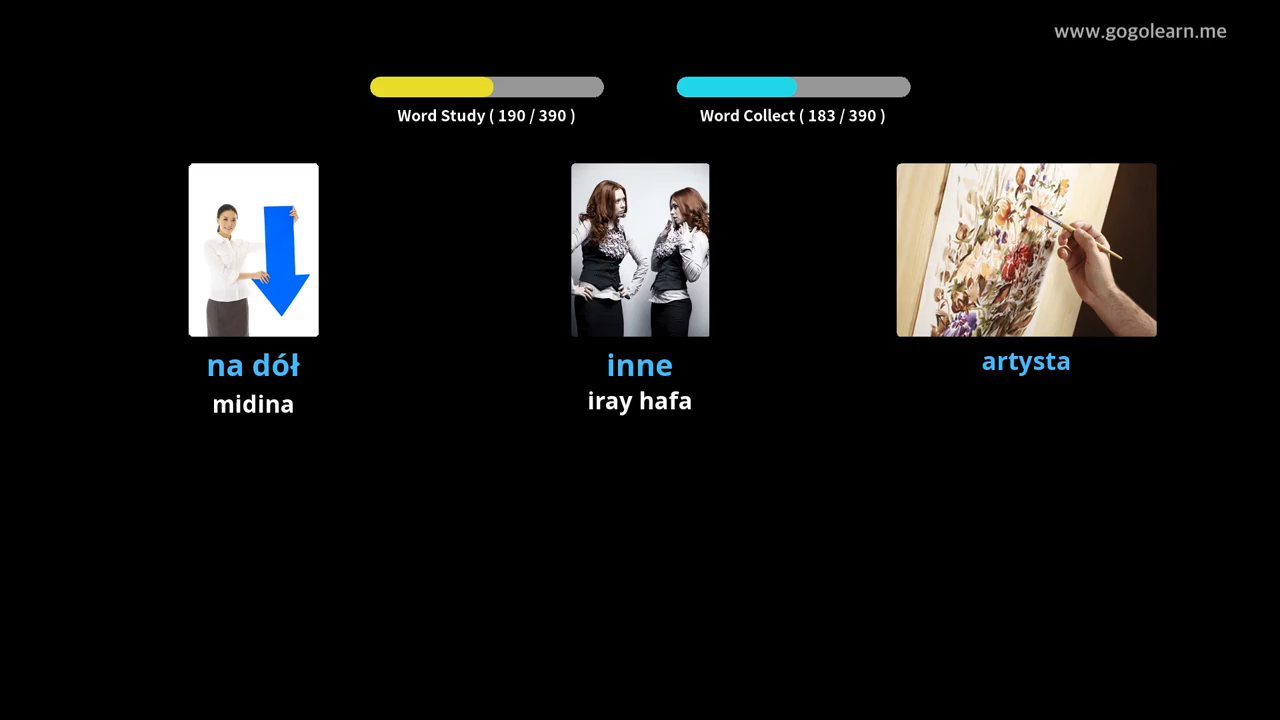 www.gogolearn.me
Word Study ( 190 / 390 )
Word Collect ( 183 / 390 )
na dół
midina
inne
iray hafa
artysta